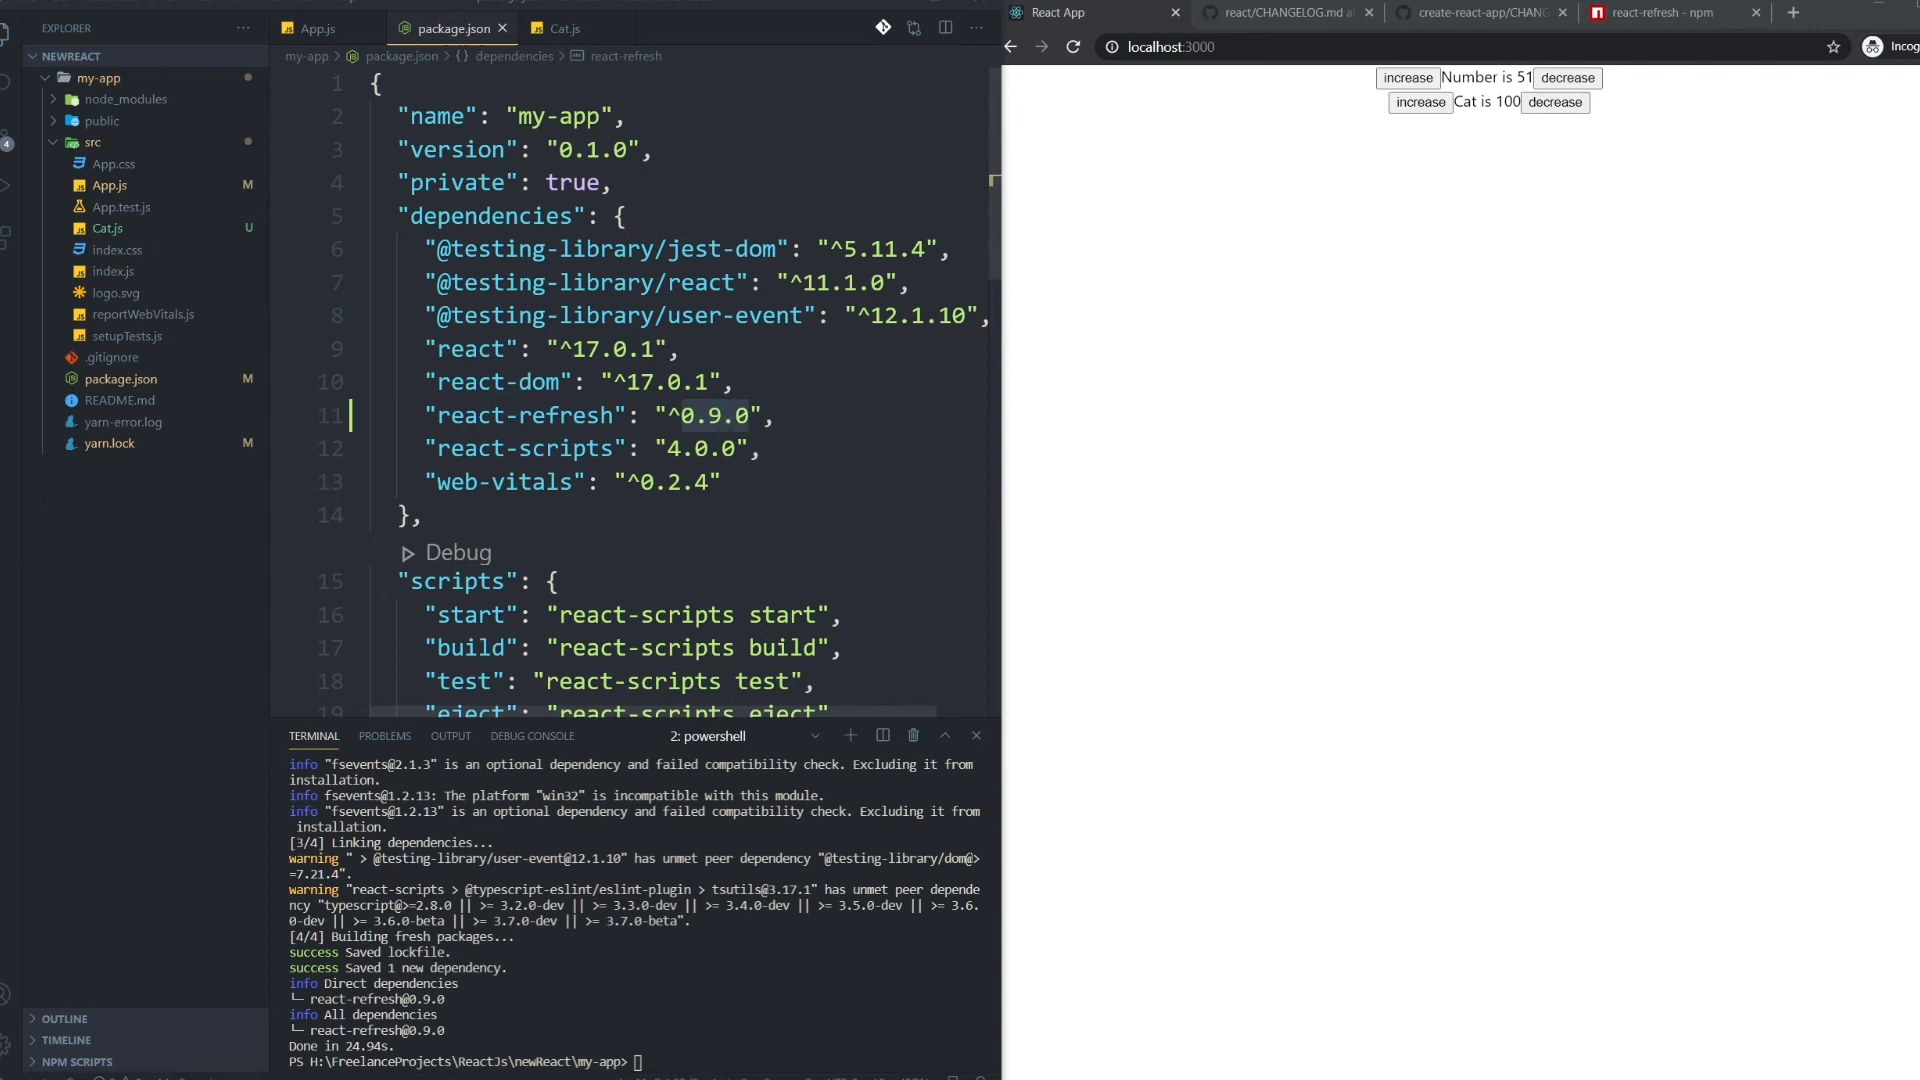 EXPLORER
NEWREACT
my-app
node_modules
public
src
App.css
App.js M
App.test.js
Cat.js U
index.css
index.js
logo.svg
reportWebVitals.js
setupTests.js
.gitignore
package.json M
README.md
yarn-error.log
yarn.lock M
OUTLINE
TIMELINE
NPM SCRIPTS
4
App.js
package.json
Cat.js
my-app > package.json > {} dependencies > react-refresh
1 {
2 "name": "my-app",
3 "version": "0.1.0",
4 "private": true,
5 "dependencies": {
6 "@testing-library/jest-dom": "^5.11.4",
7 "@testing-library/react": "^11.1.0",
8 "@testing-library/user-event": "^12.1.10",
9 "react": "^17.0.1",
10 "react-dom": "^17.0.1",
11 "react-refresh": "^0.9.0",
12 "react-scripts": "4.0.0",
13 "web-vitals": "^0.2.4"
14 },
Debug
15 "scripts": {
16 "start": "react-scripts start",
17 "build": "react-scripts build",
18 "test": "react-scripts test",
19 "eject": "react-scripts eject"
TERMINAL PROBLEMS OUTPUT DEBUG CONSOLE 2: powershell
info "fsevents@2.1.3" is an optional dependency and failed compatibility check. Excluding it from
installation.
info fsevents@1.2.13: The platform "win32" is incompatible with this module.
info "fsevents@1.2.13" is an optional dependency and failed compatibility check. Excluding it from
installation.
[3/4] Linking dependencies...
warning " > @testing-library/user-event@12.1.10" has unmet peer dependency "@testing-library/dom@>
=7.21.4".
warning "react-scripts > @typescript-eslint/eslint-plugin > tsutils@3.17.1" has unmet peer depende
ncy "typescript@>=2.8.0 || >= 3.2.0-dev || >= 3.3.0-dev || >= 3.4.0-dev || >= 3.5.0-dev || >= 3.6.
0-dev || >= 3.6.0-beta || >= 3.7.0-dev || >= 3.7.0-beta".
[4/4] Building fresh packages...
success Saved lockfile.
success Saved 1 new dependency.
info Direct dependencies
└─ react-refresh@0.9.0
info All dependencies
└─ react-refresh@0.9.0
Done in 24.94s.
PS H:\FreelanceProjects\ReactJs\newReact\my-app>
React App
react/CHANGELOG.md at
create-react-app/CHANG
react-refresh - npm
localhost:3000
Incog
increase Number is 51 decrease
increase Cat is 100 decrease